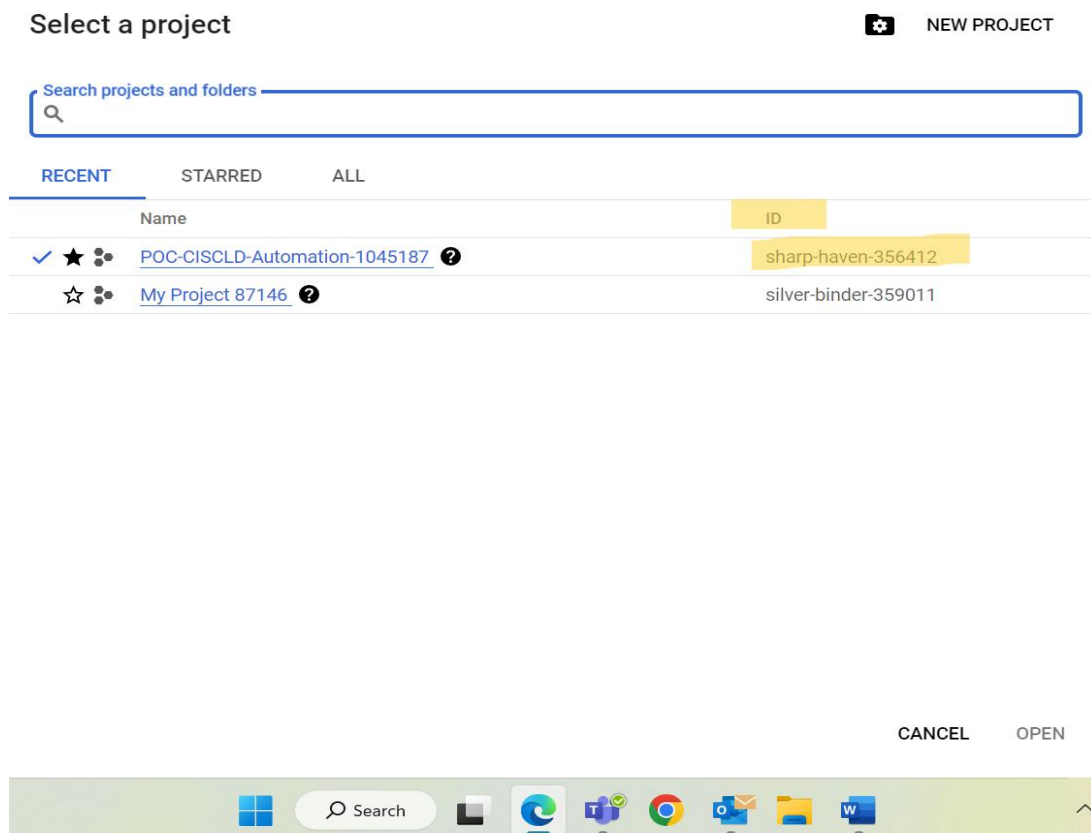 Select a project
NEW PROJECT
Search projects and folders
RECENT STARRED ALL
Name ID
POC-CISCLD-Automation-1045187 ? sharp-haven-356412
My Project 87146 ? silver-binder-359011
CANCEL OPEN
Search